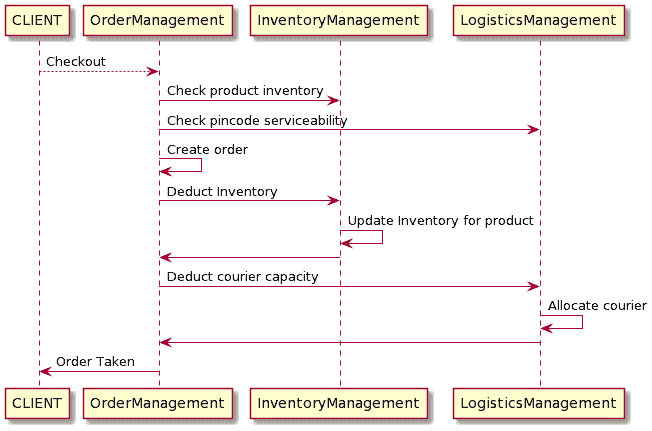 CLIENT OrderManagement InventoryManagement LogisticsManagement
Checkout
Check product inventory
Check pincode serviceability
Create order
Deduct Inventory
Update Inventory for product
Deduct courier capacity
Allocate courier
Order Taken
CLIENT OrderManagement InventoryManagement LogisticsManagement